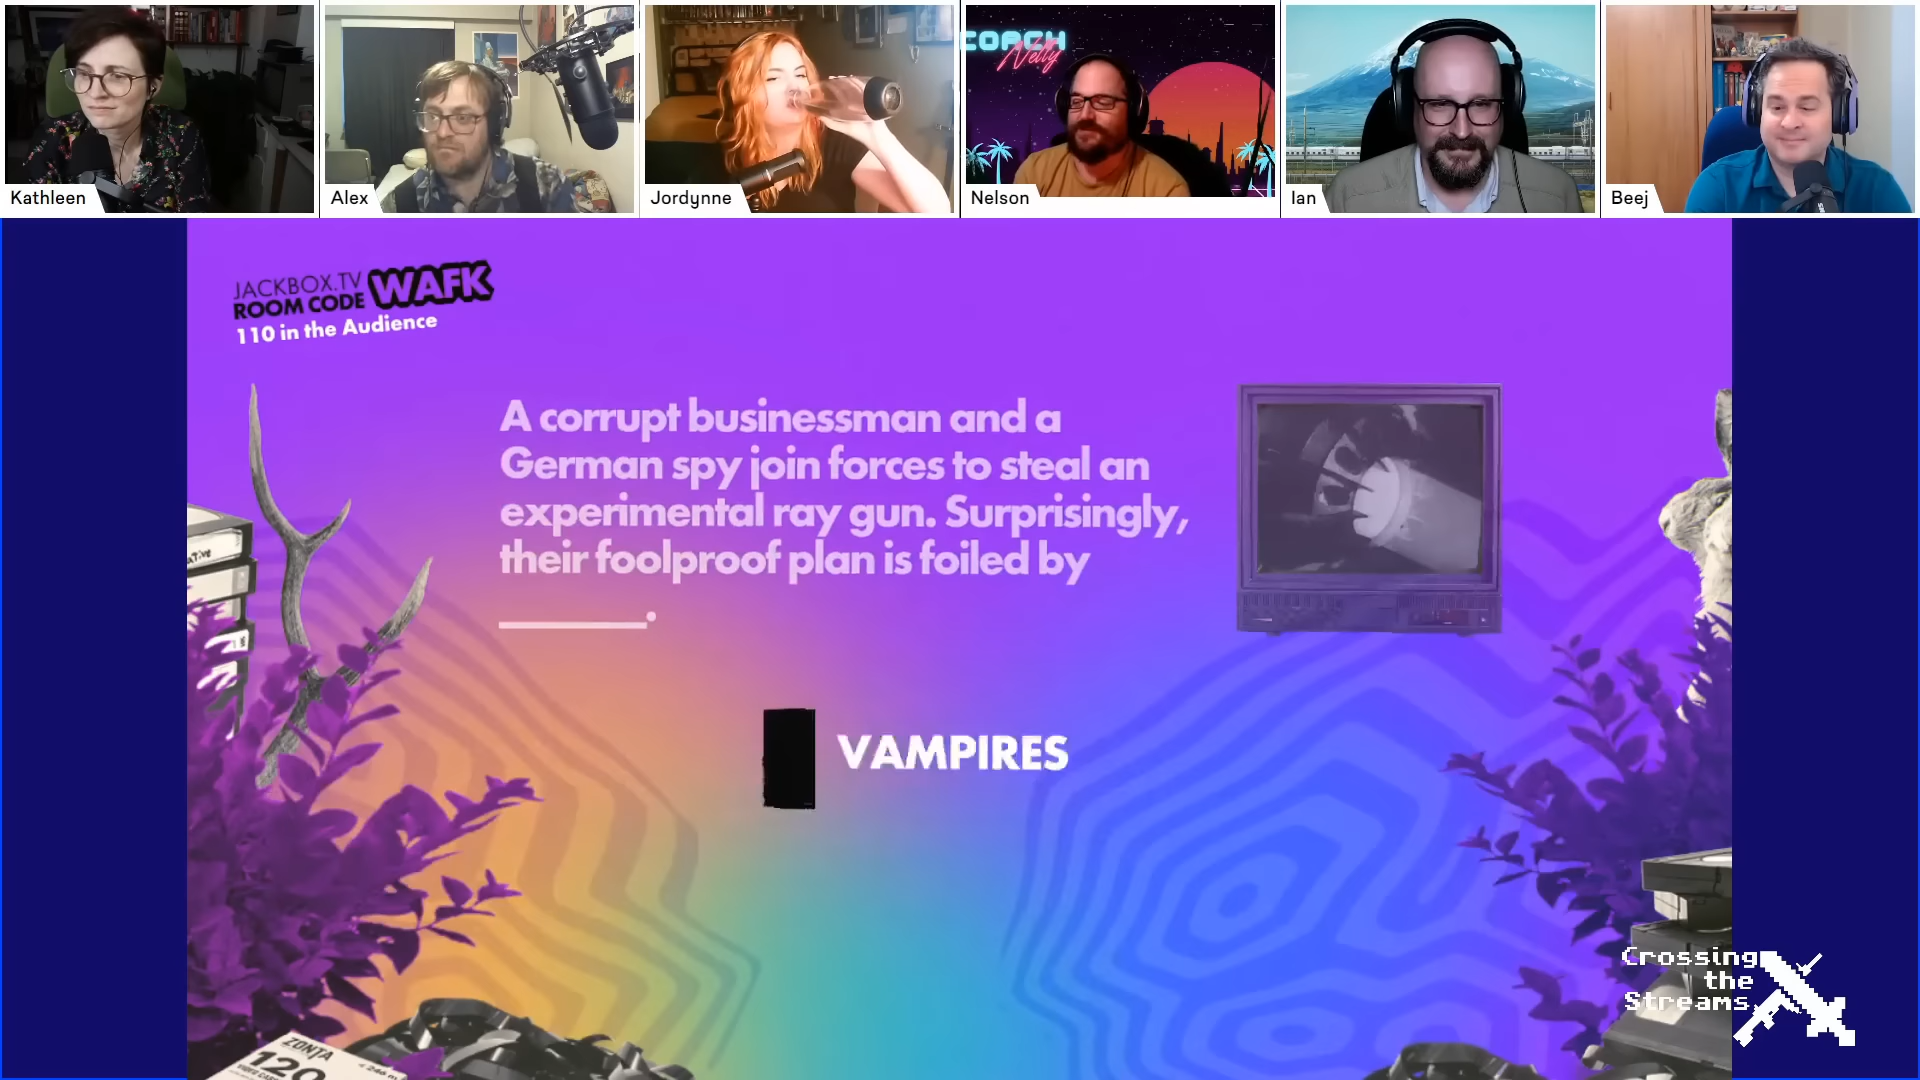 COACH
Nelly
Kathleen
Alex
Jordynne
Nelson
Ian
Beej
JACKBOX.TV
ROOM CODE WAFK
110 in the Audience
A corrupt businessman and a
German spy join forces to steal an
experimental ray gun. Surprisingly,
their foolproof plan is foiled by
______.
VAMPIRES
Crossing
the
Streams
ZONTA
120